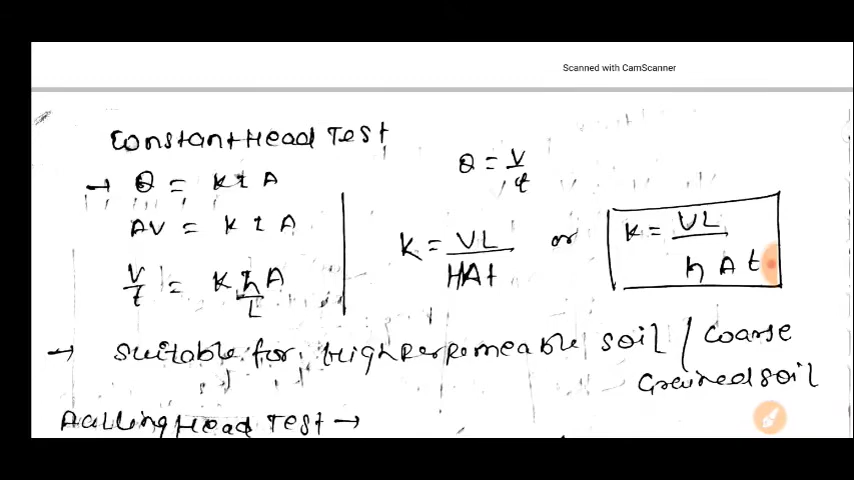 Scanned with CamScanner
Constant Head Test
→ Q = K i A
Q = V/t
AV = K i A
V/t = K h/L A
K = VL/HAt or K = VL/hAt
→ Suitable for High per permeable soil / Coarse
Grained soil
Falling Head Test →